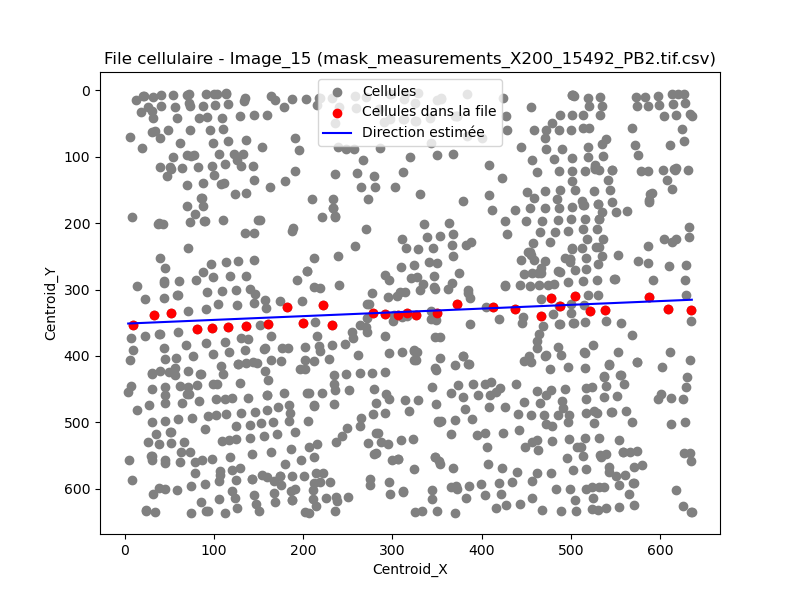 File cellulaire - Image_15 (mask_measurements_X200_15492_PB2.tif.csv)
Cellules
Cellules dans la file
Direction estimée
0
100
200
300
400
500
600
Centroid_Y
0 100 200 300 400 500 600
Centroid_X